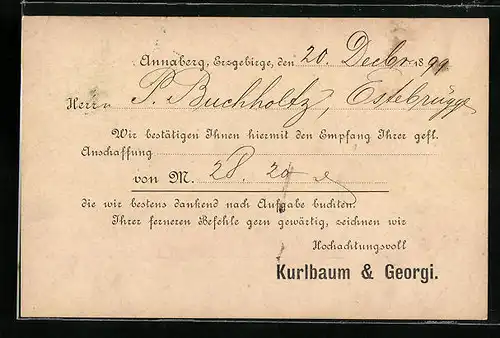 Annaberg, Erzgebirge, den 20. Decbr. 1899
Herrn P. Buchholtz, Estebrügge
Wir bestätigen Ihnen hiermit den Empfang Ihrer gefl.
Anschaffung
von M. 28. 20
die wir bestens dankend nach Aufgabe buchten.
Ihrer ferneren Befehle gern gewärtig, zeichnen wir
Hochachtungsvoll
Kurlbaum & Georgi.